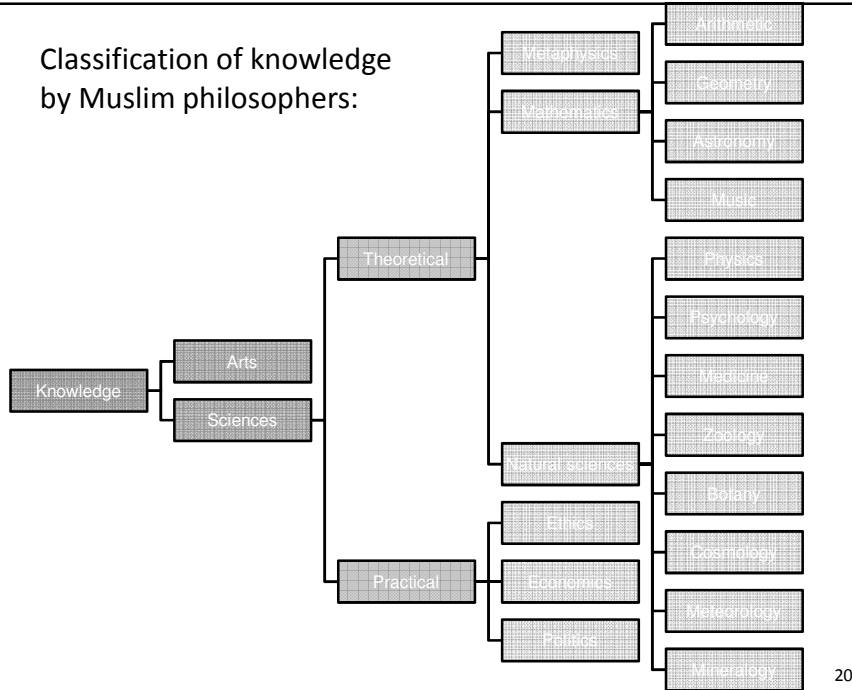 Classification of knowledge
by Muslim philosophers:
Knowledge
Arts
Sciences
Theoretical
Practical
Metaphysics
Mathematics
Natural sciences
Ethics
Economics
Politics
Arithmetic
Geometry
Astronomy
Music
Physics
Psychology
Medicine
Zoology
Botany
Cosmology
Meteorology
Mineralogy
20